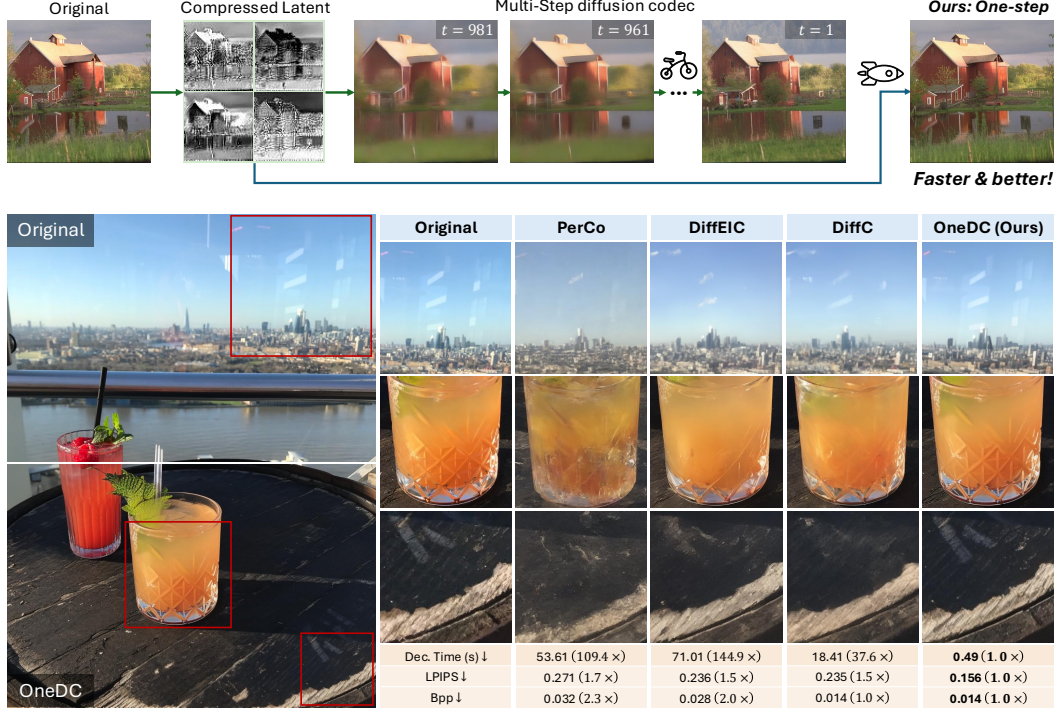 Original
Compressed Latent
Multi-Step diffusion codec
Ours: One-step
t = 981
t = 961
t = 1
...
Faster & better!
Original
OneDC
Original PerCo DiffEIC DiffC OneDC (Ours)
Dec. Time (s)↓ 53.61 (109.4 ×) 71.01 (144.9 ×) 18.41 (37.6 ×) 0.49 (1.0 ×)
LPIPS↓ 0.271 (1.7 ×) 0.236 (1.5 ×) 0.235 (1.5 ×) 0.156 (1.0 ×)
Bpp↓ 0.032 (2.3 ×) 0.028 (2.0 ×) 0.014 (1.0 ×) 0.014 (1.0 ×)